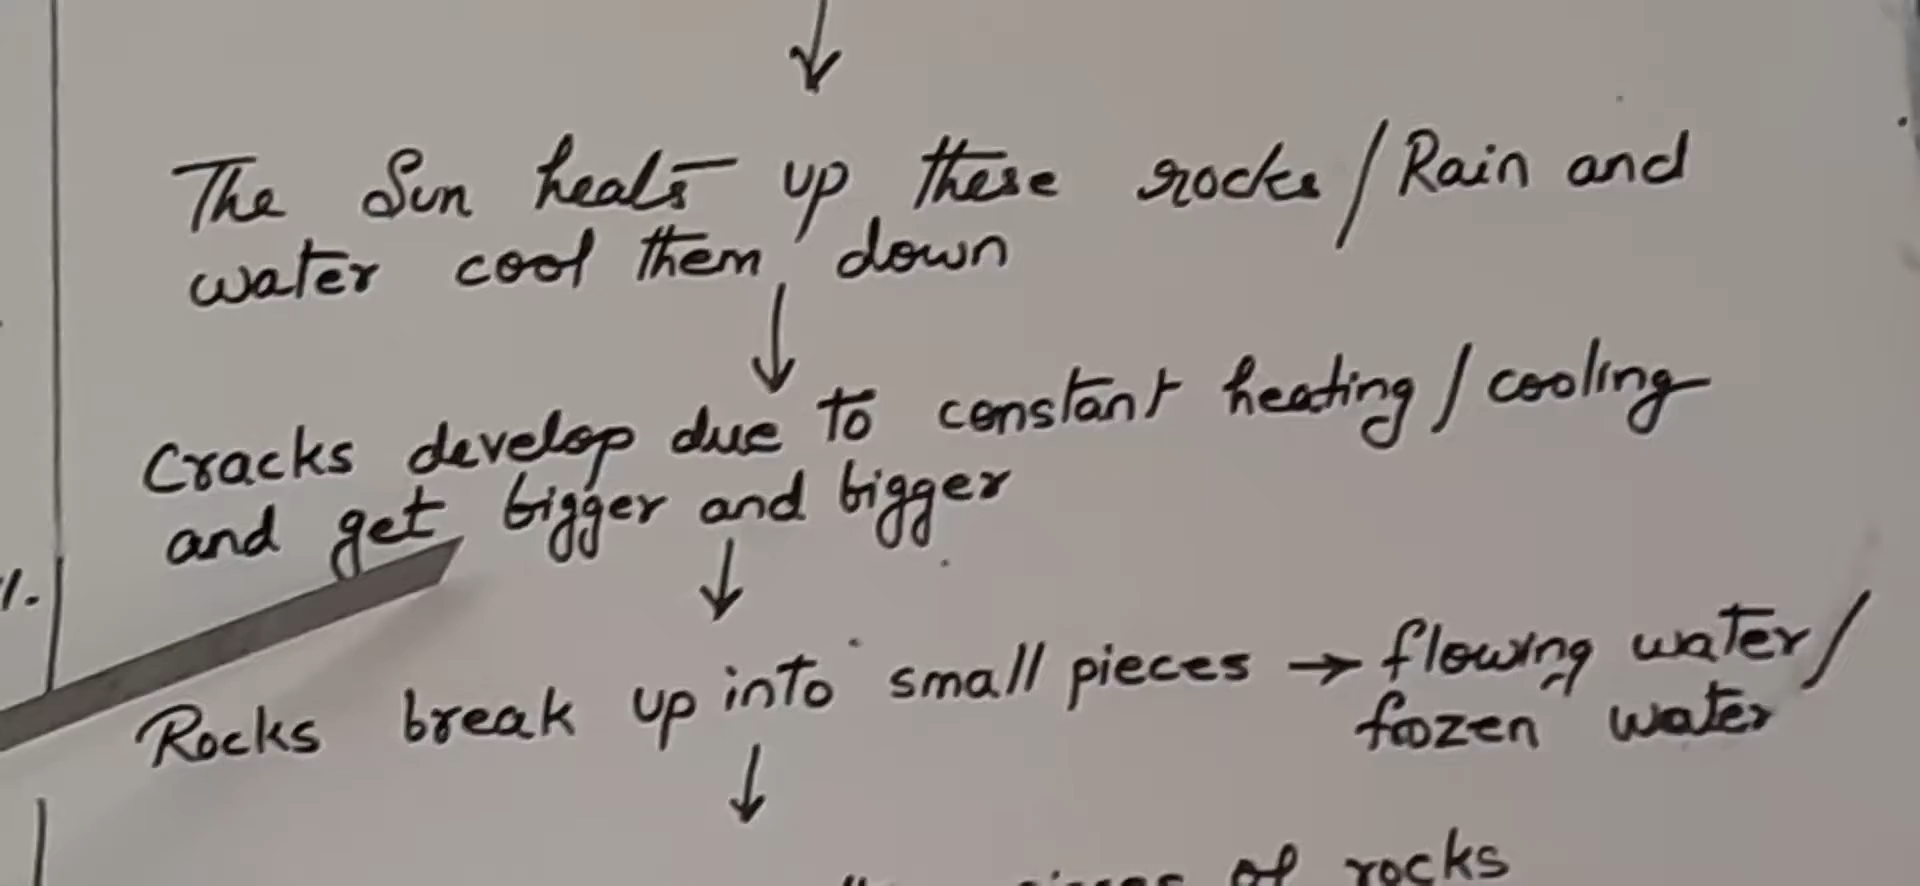 ↓
The Sun heats up these rocks / Rain and
water cool them down
↓
Cracks develop due to constant heating / cooling
and get bigger and bigger
↓
1.
Rocks break up into small pieces → flowing water /
frozen water
↓
of rocks